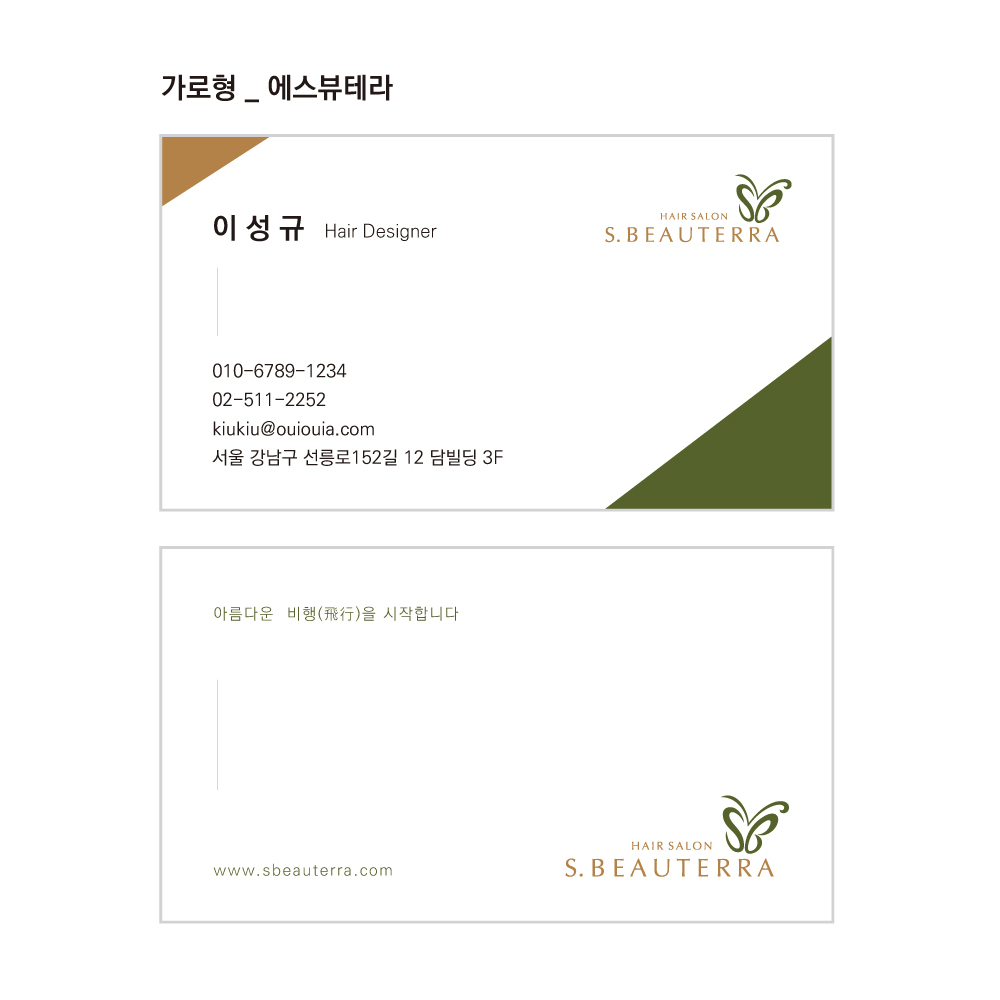 가로형 _ 에스뷰테라
이 성 규 Hair Designer
HAIR SALON
S. BEAUTERRA
010-6789-1234
02-511-2252
kiukiu@ouiouia.com
서울 강남구 선릉로152길 12 담빌딩 3F
아름다운 비행(飛行)을 시작합니다
HAIR SALON
S. BEAUTERRA
www.sbeauterra.com